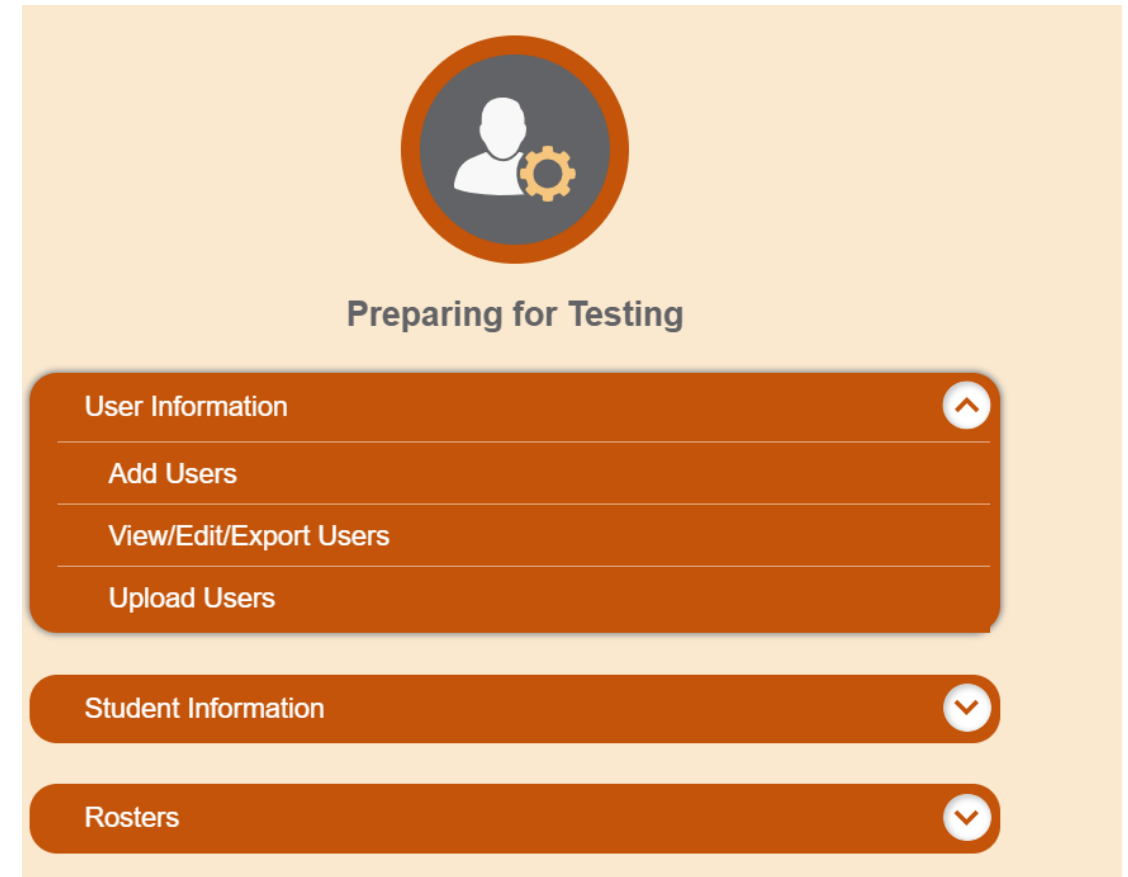 Preparing for Testing
User Information
Add Users
View/Edit/Export Users
Upload Users
Student Information
Rosters